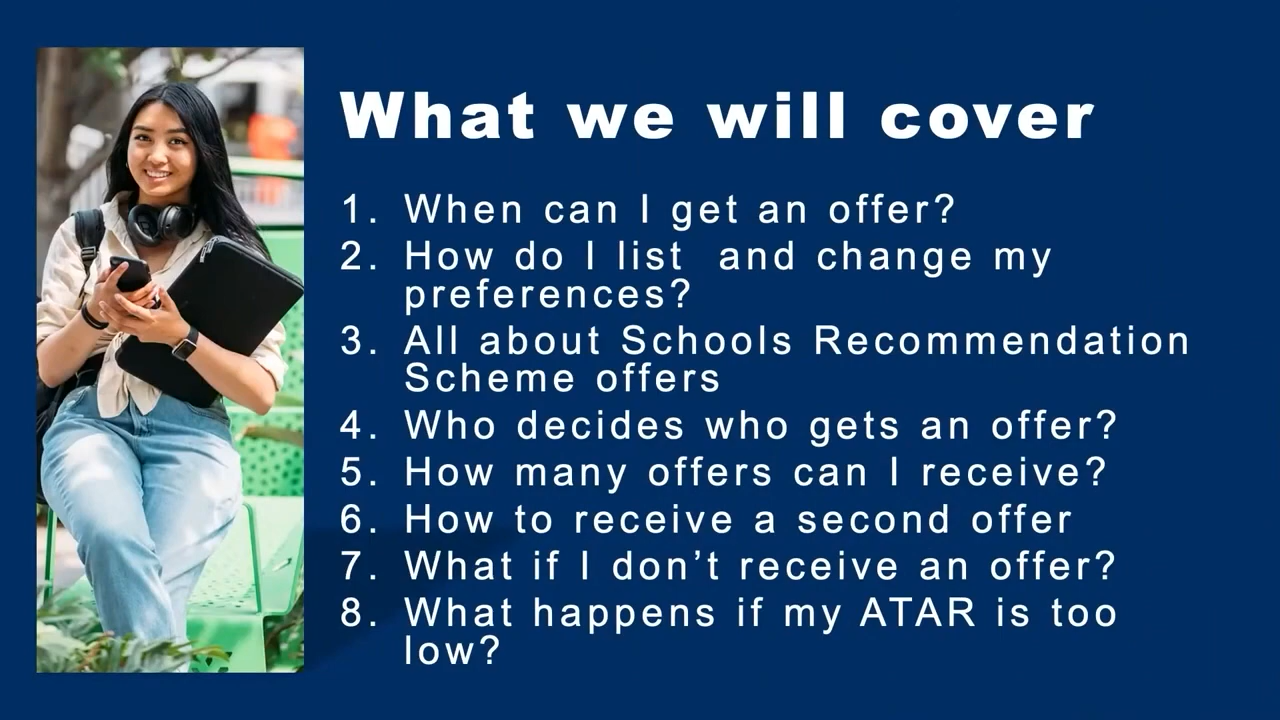 What we will cover
1. When can I get an offer?
2. How do I list  and change my
preferences?
3. All about Schools Recommendation
Scheme offers
4. Who decides who gets an offer?
5. How many offers can I receive?
6. How to receive a second offer
7. What if I don’t receive an offer?
8. What happens if my ATAR is too
low?